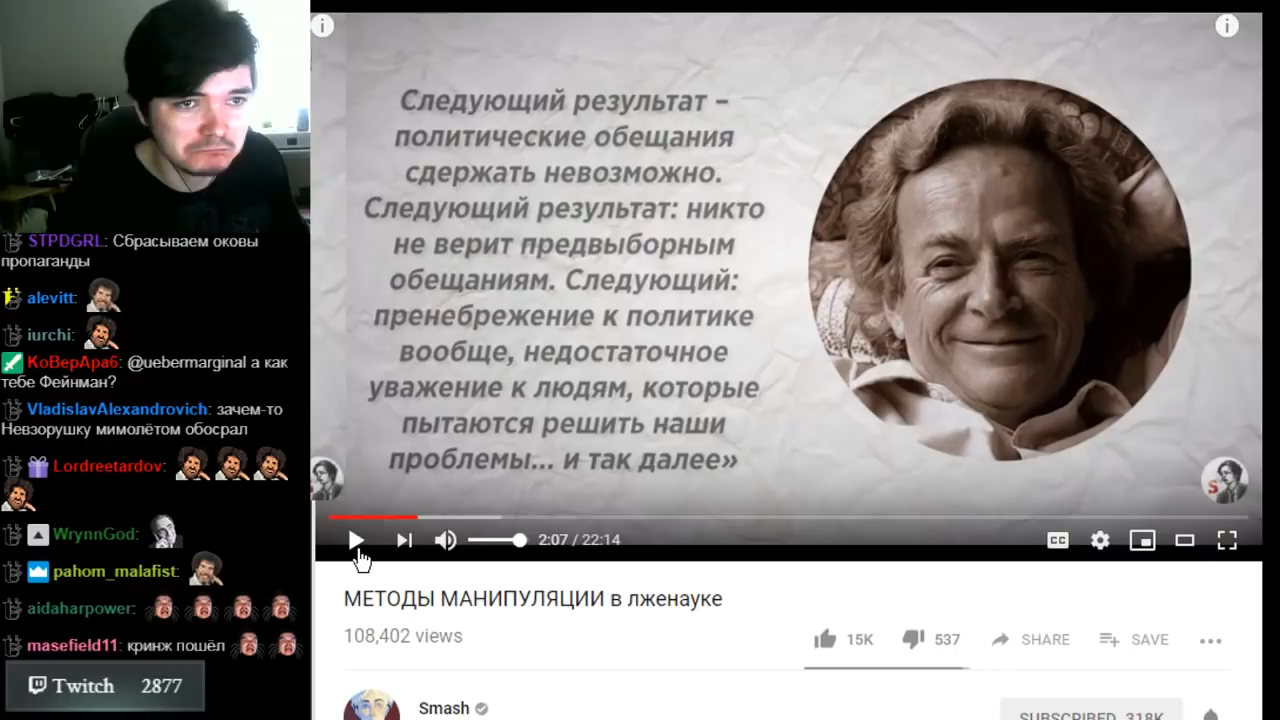 STPDGRL: Сбрасываем оковы
пропаганды
alevitt:
iurchi:
KoBepApa6: @uebermarginal а как
тебе Фейнман?
VladislavAlexandrovich: зачем-то
Невзорушку мимолётом обосрал
Lordreetardov:
WrynnGod:
pahom_malafist:
aidaharpower:
masefield11: кринж пошёл
Twitch 2877
Следующий результат –
политические обещания
сдержать невозможно.
Следующий результат: никто
не верит предвыборным
обещаниям. Следующий:
пренебрежение к политике
вообще, недостаточное
уважение к людям, которые
пытаются решить наши
проблемы... и так далее»
2:07 / 22:14
CC
МЕТОДЫ МАНИПУЛЯЦИИ в лженауке
108,402 views
15K 537 SHARE SAVE
Smash
SUBSCRIBED 318K